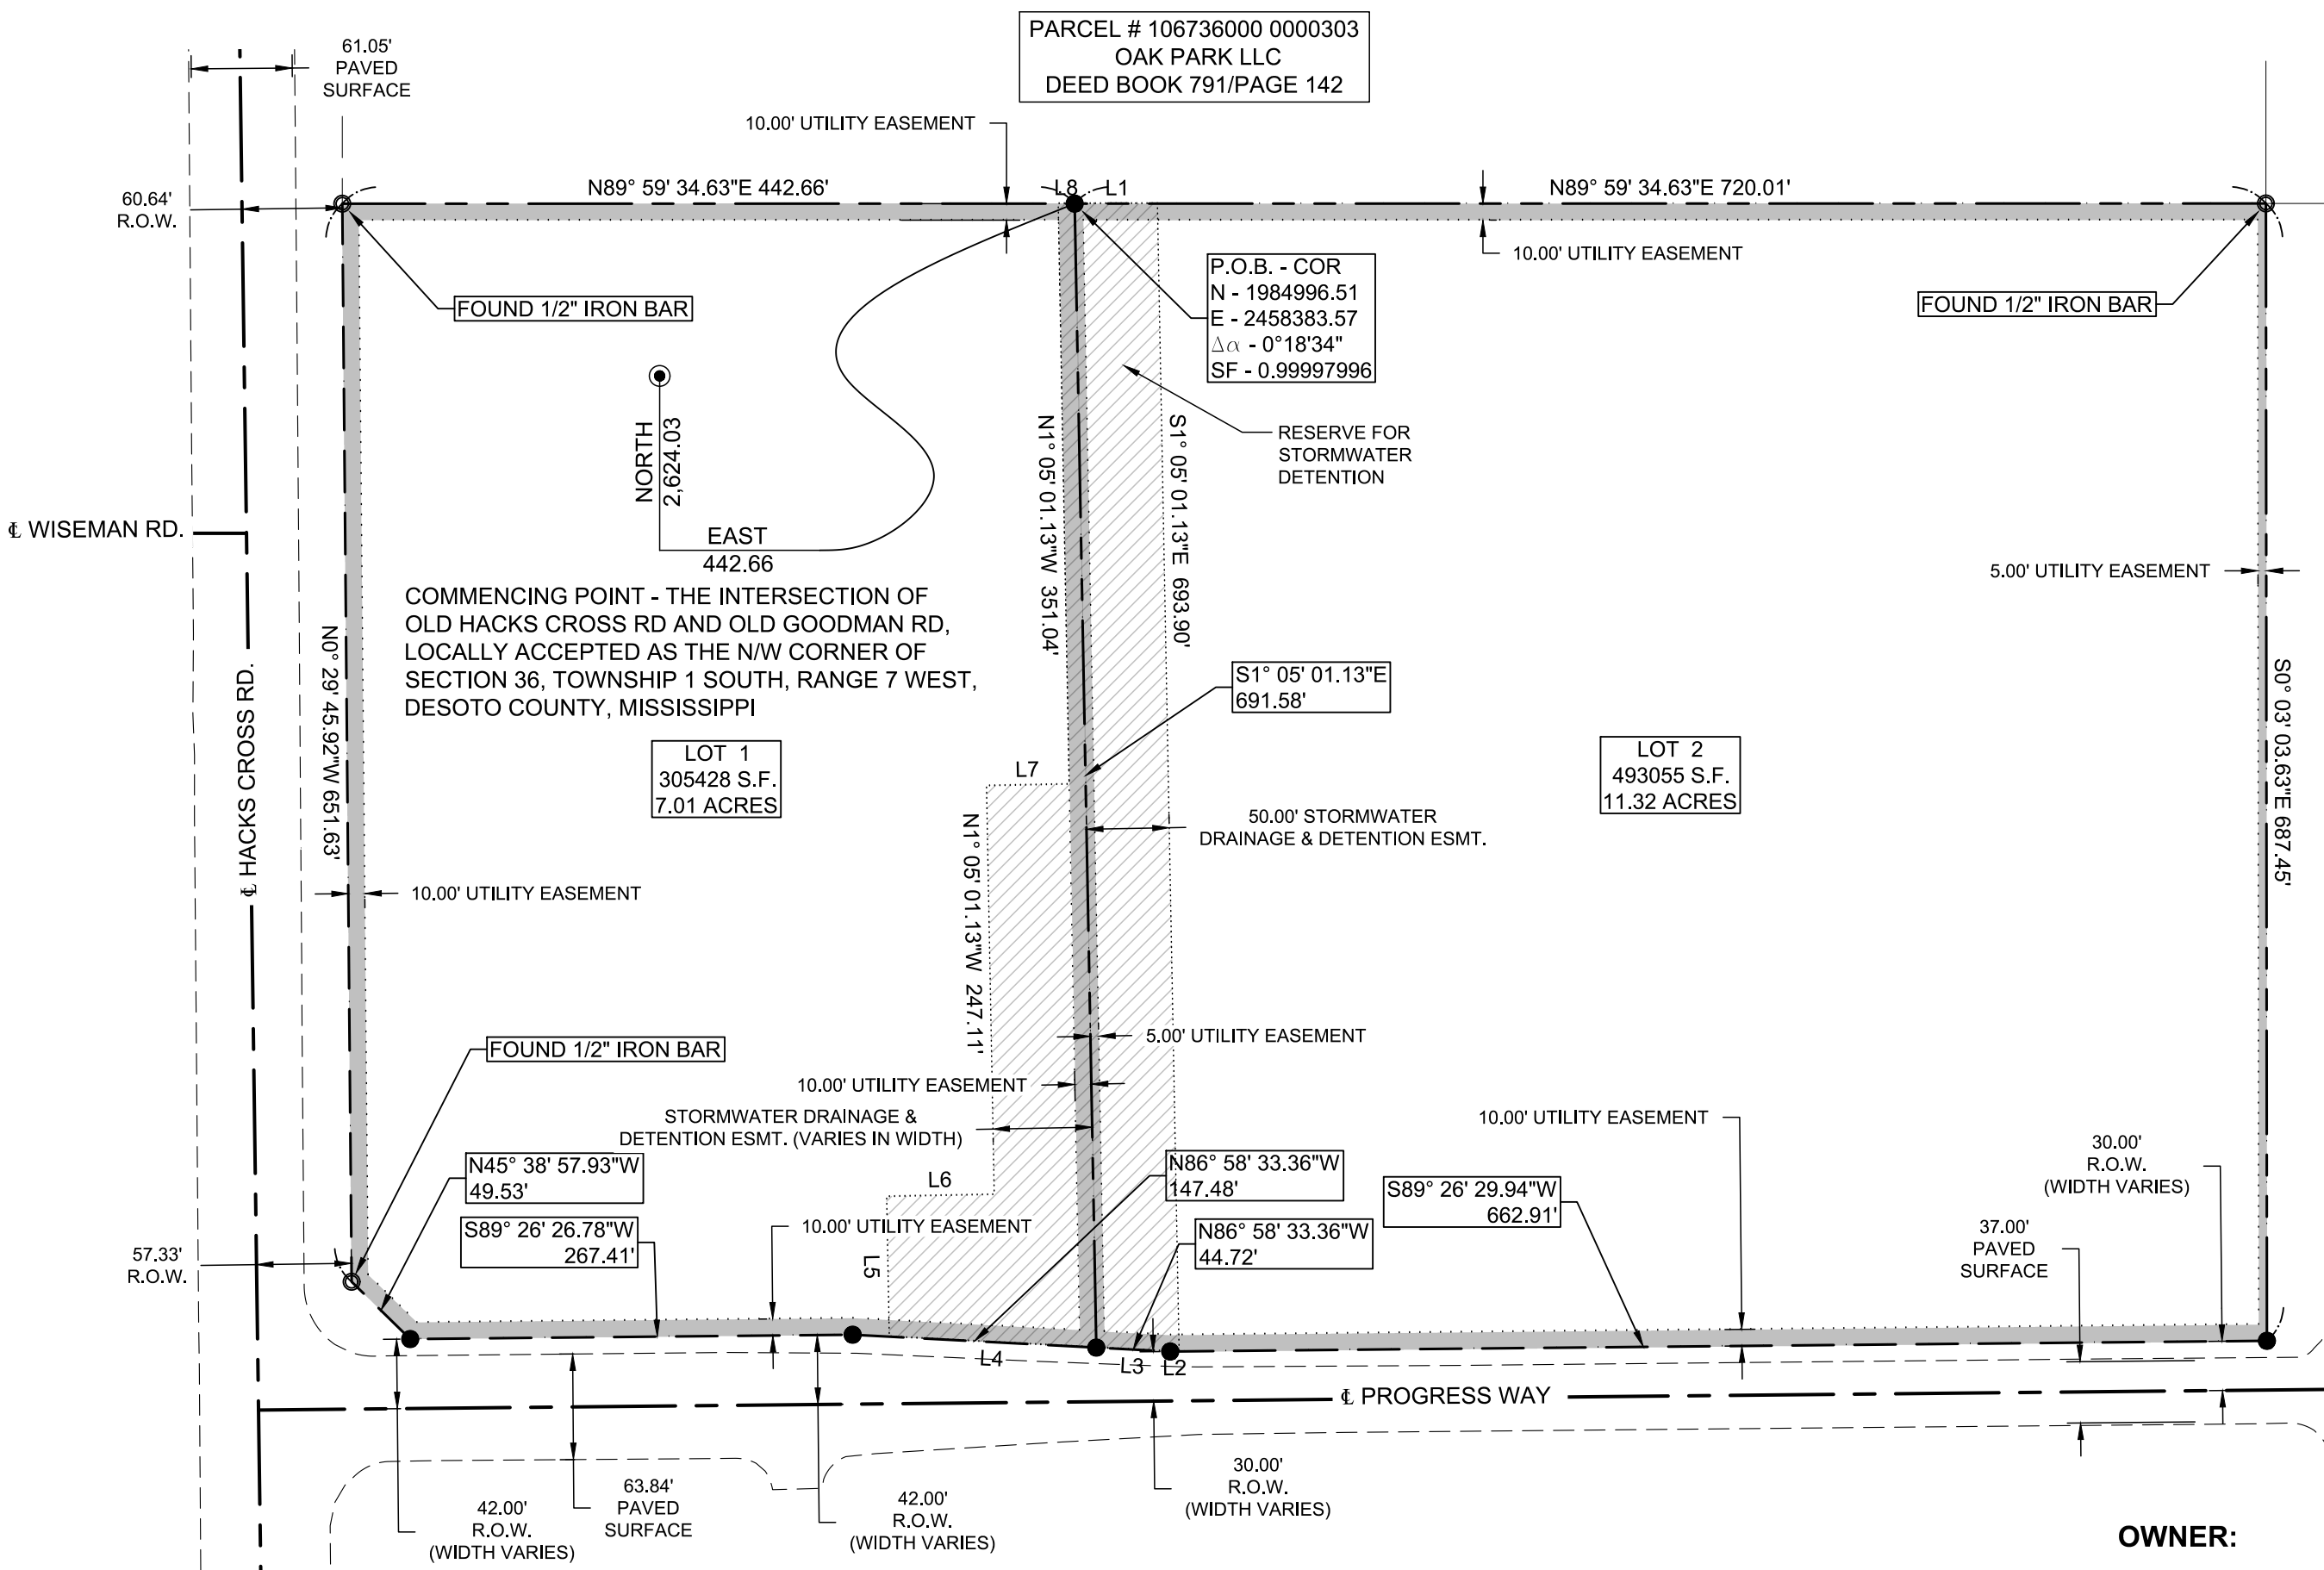 PARCEL # 106736000 0000303
OAK PARK LLC
DEED BOOK 791/PAGE 142
61.05'
PAVED
SURFACE
10.00' UTILITY EASEMENT
60.64'
R.O.W.
N89° 59' 34.63"E 442.66'
L8
L1
N89° 59' 34.63"E 720.01'
10.00' UTILITY EASEMENT
P.O.B. - COR
N - 1984996.51
E - 2458383.57
Δα - 0°18'34"
SF - 0.99997996
FOUND 1/2" IRON BAR
FOUND 1/2" IRON BAR
NORTH
2,624.03
EAST
442.66
RESERVE FOR
STORMWATER
DETENTION
N1° 05' 01.13"W 351.04'
S1° 05' 01.13"E 693.90'
℄ WISEMAN RD.
5.00' UTILITY EASEMENT
COMMENCING POINT - THE INTERSECTION OF
OLD HACKS CROSS RD AND OLD GOODMAN RD,
LOCALLY ACCEPTED AS THE N/W CORNER OF
SECTION 36, TOWNSHIP 1 SOUTH, RANGE 7 WEST,
DESOTO COUNTY, MISSISSIPPI
N0° 29' 45.92"W 651.63'
℄ HACKS CROSS RD.
S1° 05' 01.13"E
691.58'
S0° 03' 03.63"E 687.45'
LOT 1
305428 S.F.
7.01 ACRES
L7
LOT 2
493055 S.F.
11.32 ACRES
50.00' STORMWATER
DRAINAGE & DETENTION ESMT.
10.00' UTILITY EASEMENT
N1° 05' 01.13"W 247.11'
FOUND 1/2" IRON BAR
5.00' UTILITY EASEMENT
10.00' UTILITY EASEMENT
STORMWATER DRAINAGE &
DETENTION ESMT. (VARIES IN WIDTH)
10.00' UTILITY EASEMENT
30.00'
R.O.W.
(WIDTH VARIES)
N45° 38' 57.93"W
49.53'
L6
N86° 58' 33.36"W
147.48'
S89° 26' 29.94"W
662.91'
S89° 26' 26.78"W
267.41'
10.00' UTILITY EASEMENT
N86° 58' 33.36"W
44.72'
37.00'
PAVED
SURFACE
57.33'
R.O.W.
L5
L4
L3
L2
℄ PROGRESS WAY
42.00'
R.O.W.
(WIDTH VARIES)
63.84'
PAVED
SURFACE
42.00'
R.O.W.
(WIDTH VARIES)
30.00'
R.O.W.
(WIDTH VARIES)
OWNER: